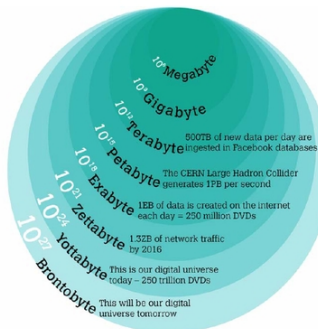 10⁶ Megabyte
10⁹ Gigabyte
10¹² Terabyte
500TB of new data per day are
ingested in Facebook databases
10¹⁵ Petabyte
The CERN Large Hadron Collider
generates 1PB per second
10¹⁸ Exabyte
1EB of data is created on the internet
each day = 250 million DVDs
10²¹ Zettabyte
1.3ZB of network traffic
by 2016
10²⁴ Yottabyte
This is our digital universe
today = 250 trillion DVDs
10²⁷ Brontobyte
This will be our digital
universe tomorrow